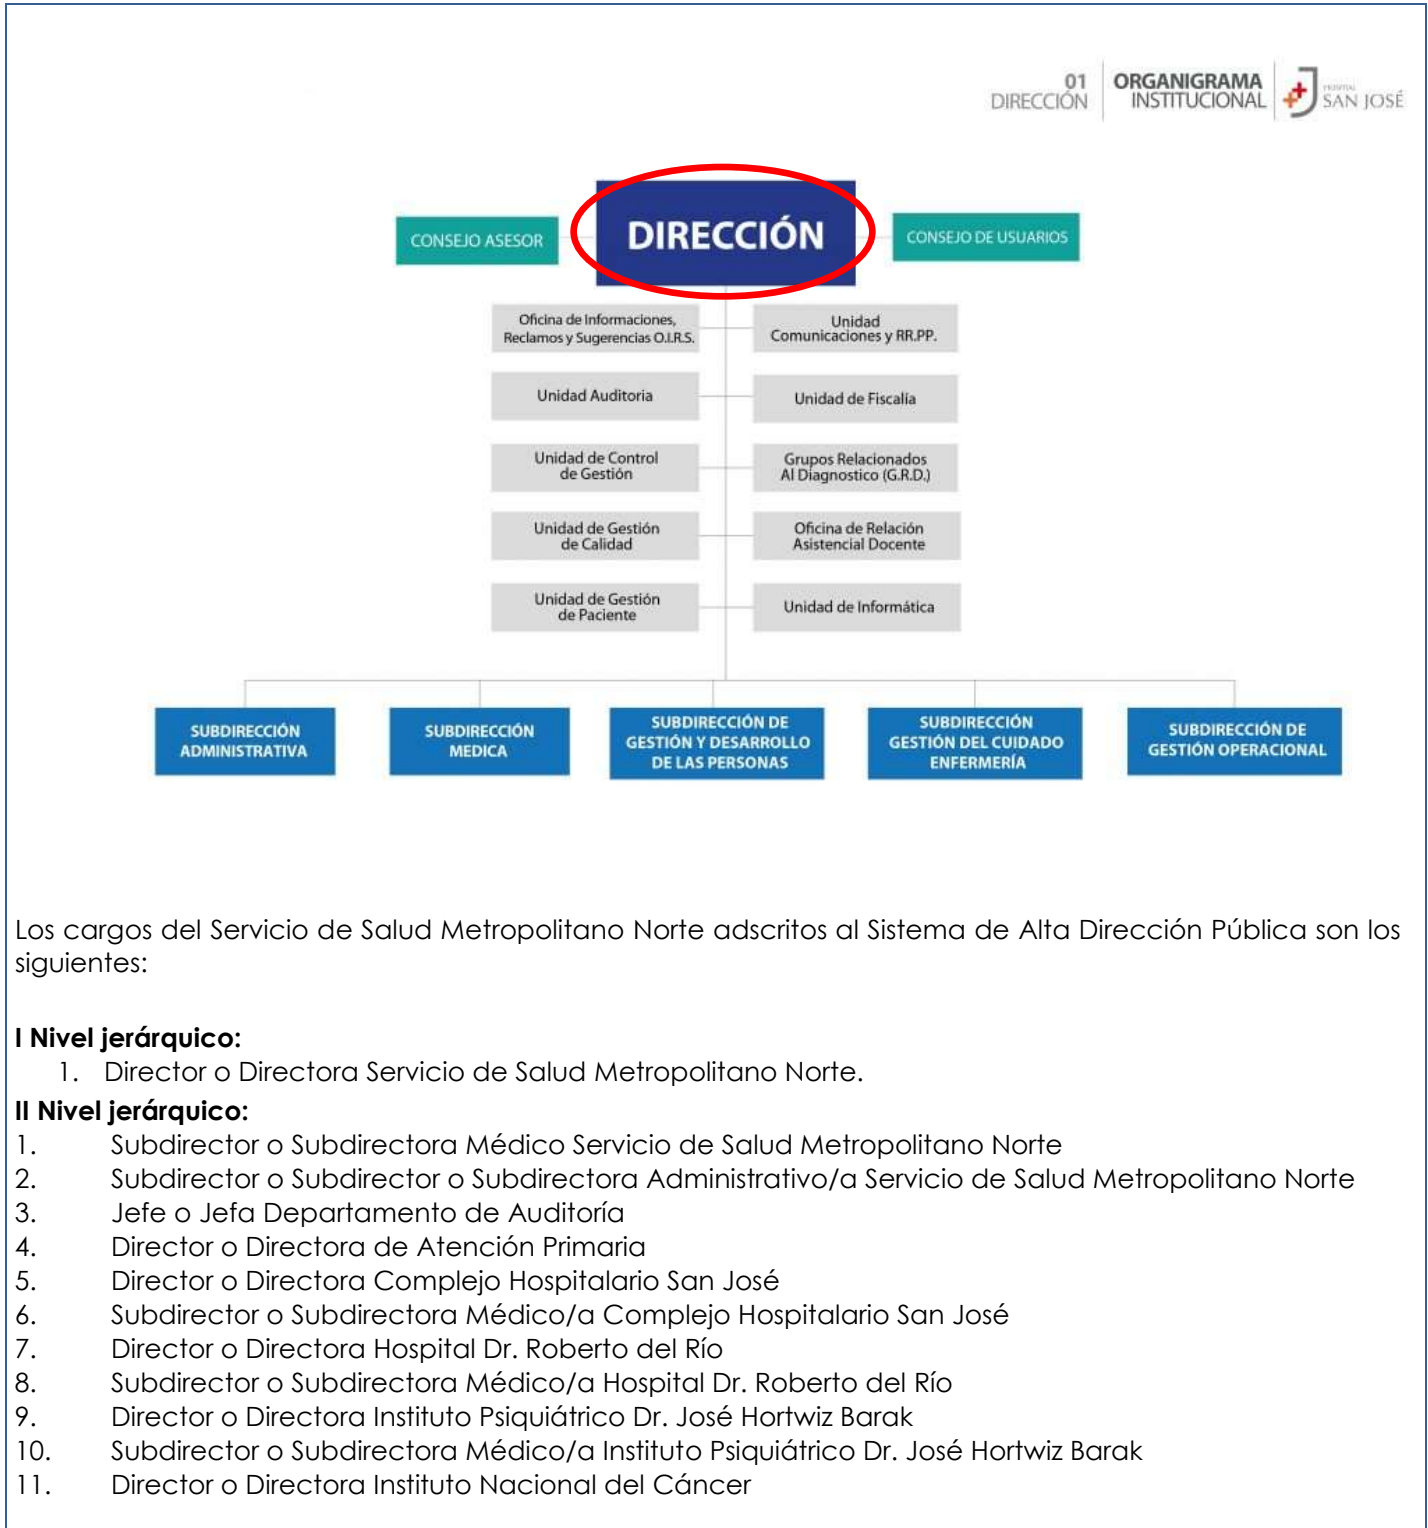 01
DIRECCIÓN
ORGANIGRAMA
INSTITUCIONAL
HOSPITAL
SAN JOSÉ
CONSEJO ASESOR
DIRECCIÓN
CONSEJO DE USUARIOS
Oficina de Informaciones,
Reclamos y Sugerencias O.I.R.S.
Unidad
Comunicaciones y RR.PP.
Unidad Auditoria
Unidad de Fiscalía
Unidad de Control
de Gestión
Grupos Relacionados
Al Diagnostico (G.R.D.)
Unidad de Gestión
de Calidad
Oficina de Relación
Asistencial Docente
Unidad de Gestión
de Paciente
Unidad de Informática
SUBDIRECCIÓN
ADMINISTRATIVA
SUBDIRECCIÓN
MEDICA
SUBDIRECCIÓN DE
GESTIÓN Y DESARROLLO
DE LAS PERSONAS
SUBDIRECCIÓN
GESTIÓN DEL CUIDADO
ENFERMERÍA
SUBDIRECCIÓN DE
GESTIÓN OPERACIONAL
Los cargos del Servicio de Salud Metropolitano Norte adscritos al Sistema de Alta Dirección Pública son los
siguientes:
I Nivel jerárquico:
1. Director o Directora Servicio de Salud Metropolitano Norte.
II Nivel jerárquico:
1. Subdirector o Subdirectora Médico Servicio de Salud Metropolitano Norte
2. Subdirector o Subdirector o Subdirectora Administrativo/a Servicio de Salud Metropolitano Norte
3. Jefe o Jefa Departamento de Auditoría
4. Director o Directora de Atención Primaria
5. Director o Directora Complejo Hospitalario San José
6. Subdirector o Subdirectora Médico/a Complejo Hospitalario San José
7. Director o Directora Hospital Dr. Roberto del Río
8. Subdirector o Subdirectora Médico/a Hospital Dr. Roberto del Río
9. Director o Directora Instituto Psiquiátrico Dr. José Hortwiz Barak
10. Subdirector o Subdirectora Médico/a Instituto Psiquiátrico Dr. José Hortwiz Barak
11. Director o Directora Instituto Nacional del Cáncer